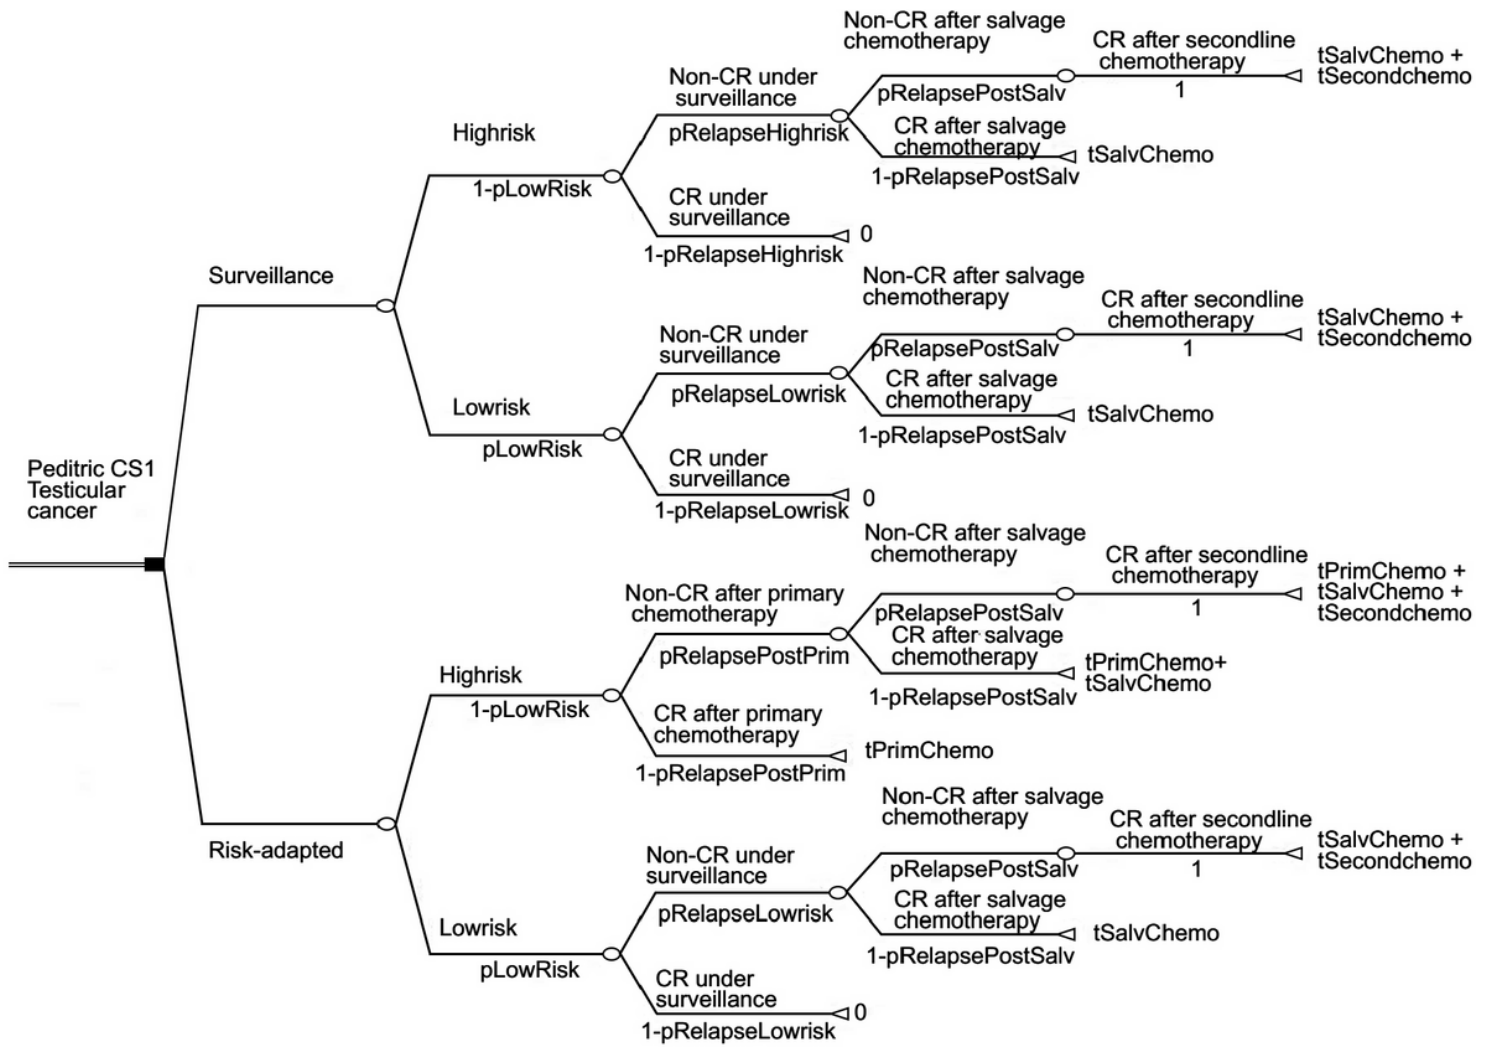 Non-CR after salvage
chemotherapy
CR after secondline
chemotherapy
tSalvChemo +
tSecondchemo
Non-CR under
surveillance
pRelapsePostSalv
1
Highrisk
pRelapseHighrisk
CR after salvage
chemotherapy
tSalvChemo
1-pLowRisk
1-pRelapsePostSalv
CR under
surveillance
0
1-pRelapseHighrisk
Surveillance
Non-CR after salvage
chemotherapy
CR after secondline
chemotherapy
tSalvChemo +
tSecondchemo
Non-CR under
surveillance
pRelapsePostSalv
1
Lowrisk
pRelapseLowrisk
CR after salvage
chemotherapy
tSalvChemo
pLowRisk
1-pRelapsePostSalv
CR under
surveillance
0
1-pRelapseLowrisk
Peditric CS1
Testicular
cancer
Non-CR after salvage
chemotherapy
CR after secondline
chemotherapy
tPrimChemo +
tSalvChemo +
tSecondchemo
Non-CR after primary
chemotherapy
pRelapsePostSalv
1
Highrisk
pRelapsePostPrim
CR after salvage
chemotherapy
tPrimChemo+
tSalvChemo
1-pLowRisk
1-pRelapsePostSalv
CR after primary
chemotherapy
tPrimChemo
1-pRelapsePostPrim
Risk-adapted
Non-CR after salvage
chemotherapy
CR after secondline
chemotherapy
tSalvChemo +
tSecondchemo
Non-CR under
surveillance
pRelapsePostSalv
1
Lowrisk
pRelapseLowrisk
CR after salvage
chemotherapy
tSalvChemo
pLowRisk
1-pRelapsePostSalv
CR under
surveillance
0
1-pRelapseLowrisk